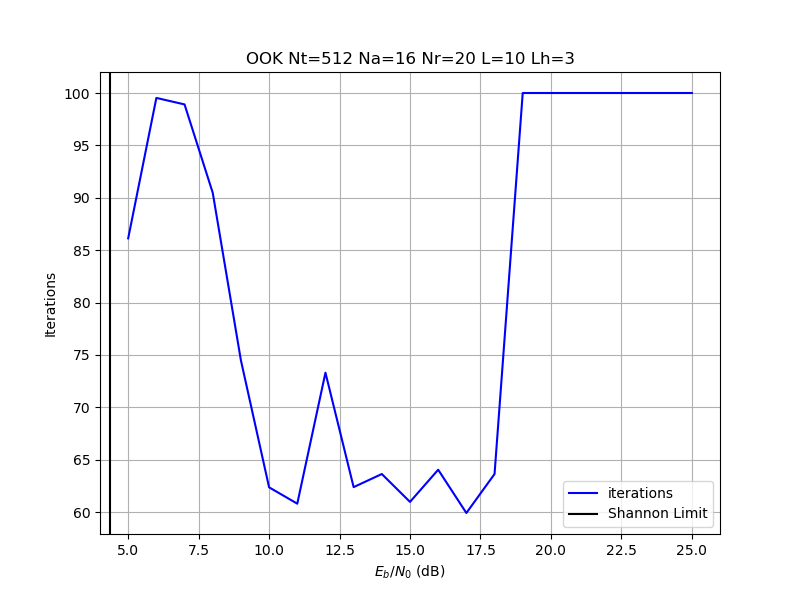 OOK Nt=512 Na=16 Nr=20 L=10 Lh=3
Iterations
100
95
90
85
80
75
70
65
60
5.0 7.5 10.0 12.5 15.0 17.5 20.0 22.5 25.0
E_b/N_0 (dB)
iterations
Shannon Limit